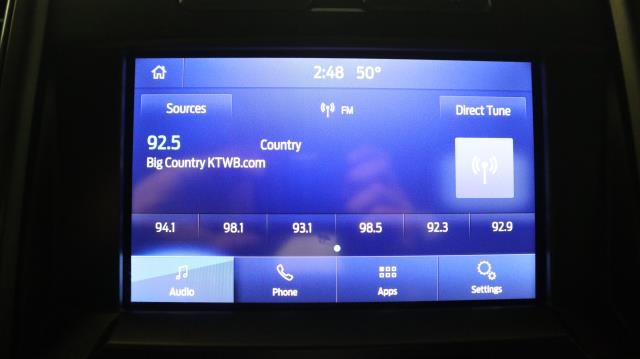 2:48 50°
Sources FM Direct Tune
92.5 Country
Big Country KTWB.com
94.1 98.1 93.1 98.5 92.3 92.9
Audio Phone Apps Settings